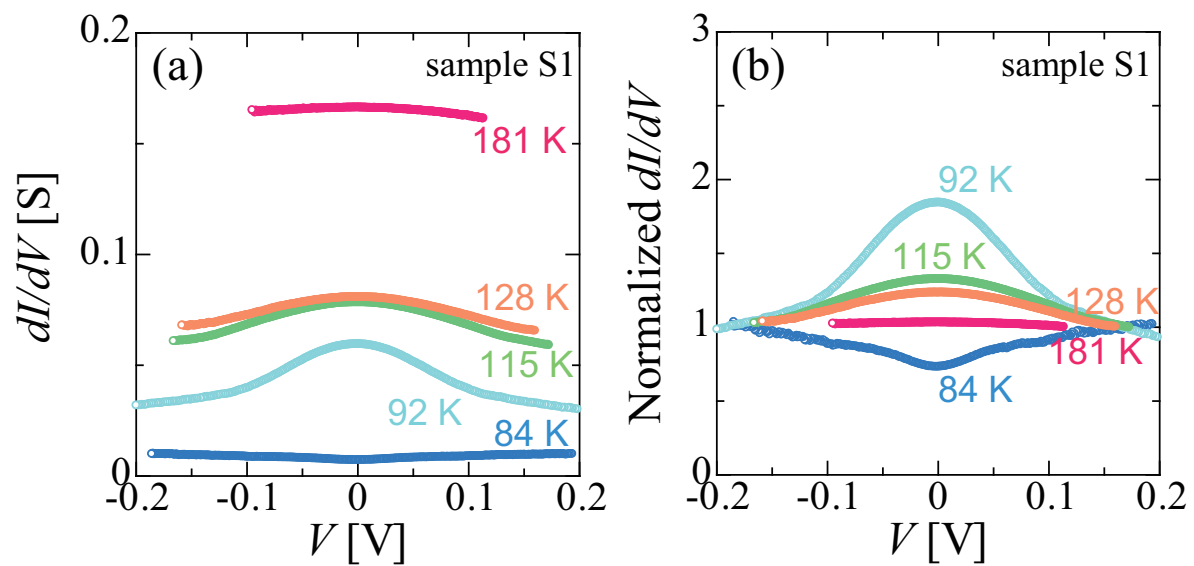 (a)
sample S1
181 K
128 K
115 K
92 K
84 K
0.2
0.1
0
-0.2
-0.1
0
0.1
0.2
dI/dV [S]
V [V]
(b)
sample S1
92 K
115 K
128 K
181 K
84 K
3
2
1
0
-0.2
-0.1
0
0.1
0.2
Normalized dI/dV
V [V]